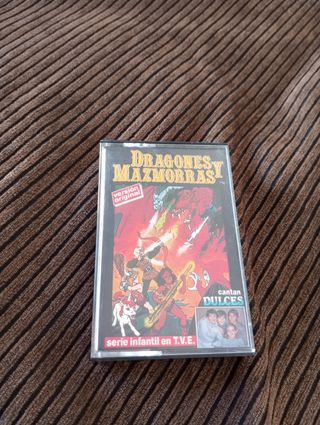 DRAGONES Y
MAZMORRAS
versión
original
cantan
DULCES
serie infantil en T.V.E.